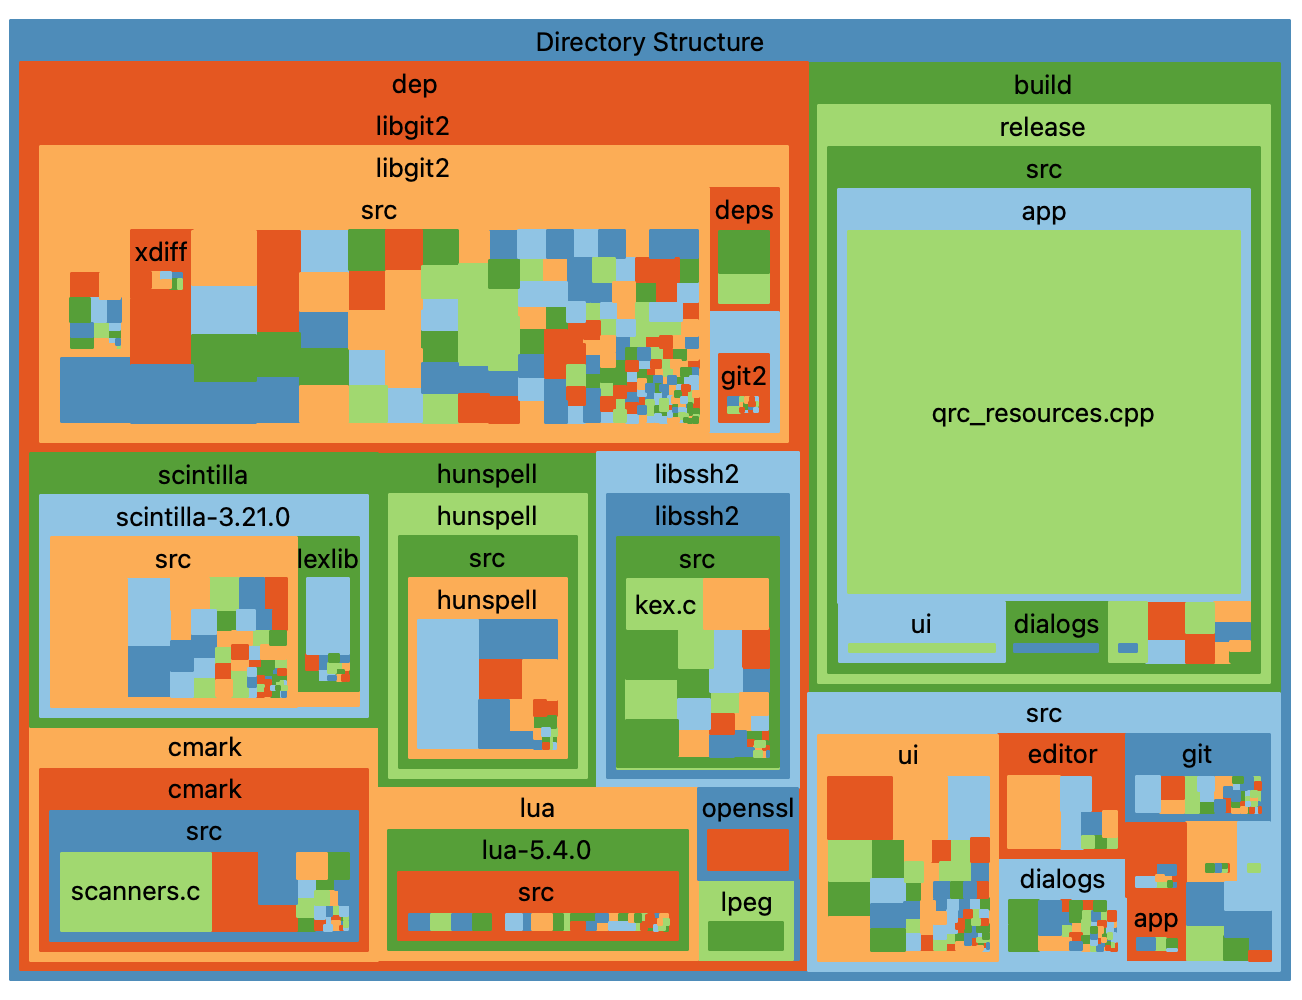 Directory Structure
dep
build
libgit2
release
libgit2
src
src
deps
app
xdiff
git2
qrc_resources.cpp
scintilla
hunspell
libssh2
scintilla-3.21.0
hunspell
libssh2
src
lexlib
src
src
hunspell
kex.c
ui
dialogs
src
cmark
ui
editor
git
cmark
lua
openssl
src
lua-5.4.0
dialogs
scanners.c
src
lpeg
app